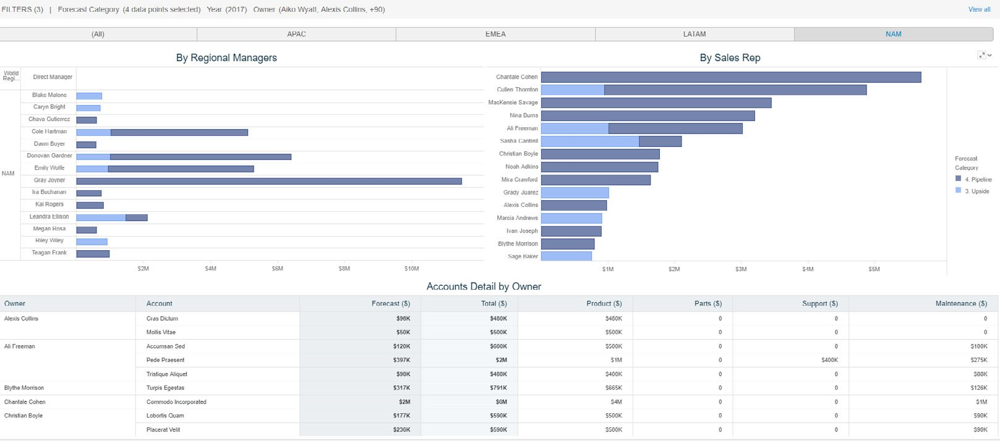 FILTERS (3) | Forecast Category (4 data points selected) Year (2017) Owner (Aiko Wyatt, Alexis Collins, +90) View all
(All) APAC EMEA LATAM NAM
By Regional Managers
World Regi... Direct Manager
NAM
Blake Malone
Caryn Bright
Chava Gutierrez
Cole Hartman
Dawn Boyer
Donovan Gardner
Emily Wolfe
Gray Joyner
Ira Buchanan
Kai Rogers
Leandra Ellison
Megan Rosa
Riley Wiley
Teagan Frank
$2M $4M $6M $8M $10M
By Sales Rep
Chantale Cohen
Cullen Thornton
MacKensie Savage
Nina Burns
Ali Freeman
Sasha Cantrell
Christian Boyle
Noah Adkins
Mira Crawford
Grady Juarez
Alexis Collins
Marcia Andrews
Ivan Joseph
Blythe Morrison
Sage Baker
$1M $2M $3M $4M $5M
Forecast
Category
4. Pipeline
3. Upside
Accounts Detail by Owner
Owner Account Forecast ($) Total ($) Product ($) Parts ($) Support ($) Maintenance ($)
Alexis Collins Cras Dictum $96K $480K $480K 0 0 0
Mollis Vitae $50K $500K $500K 0 0 0
Ali Freeman Accumsan Sed $120K $600K $500K 0 0 $100K
Pede Praesent $397K $2M $1M 0 $400K $275K
Tristique Aliquet $98K $488K $400K 0 0 $88K
Blythe Morrison Turpis Egestas $317K $791K $665K 0 0 $126K
Chantale Cohen Commodo Incorporated $2M $6M $4M 0 0 $1M
Christian Boyle Lobortis Quam $177K $590K $500K 0 0 $90K
Placerat Velit $236K $590K $500K 0 0 $90K